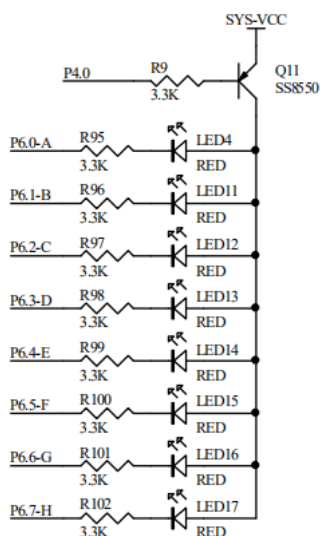 SYS-VCC
P4.0 R9 3.3K Q11 SS8550
P6.0-A R95 3.3K LED4 RED
P6.1-B R96 3.3K LED11 RED
P6.2-C R97 3.3K LED12 RED
P6.3-D R98 3.3K LED13 RED
P6.4-E R99 3.3K LED14 RED
P6.5-F R100 3.3K LED15 RED
P6.6-G R101 3.3K LED16 RED
P6.7-H R102 3.3K LED17 RED